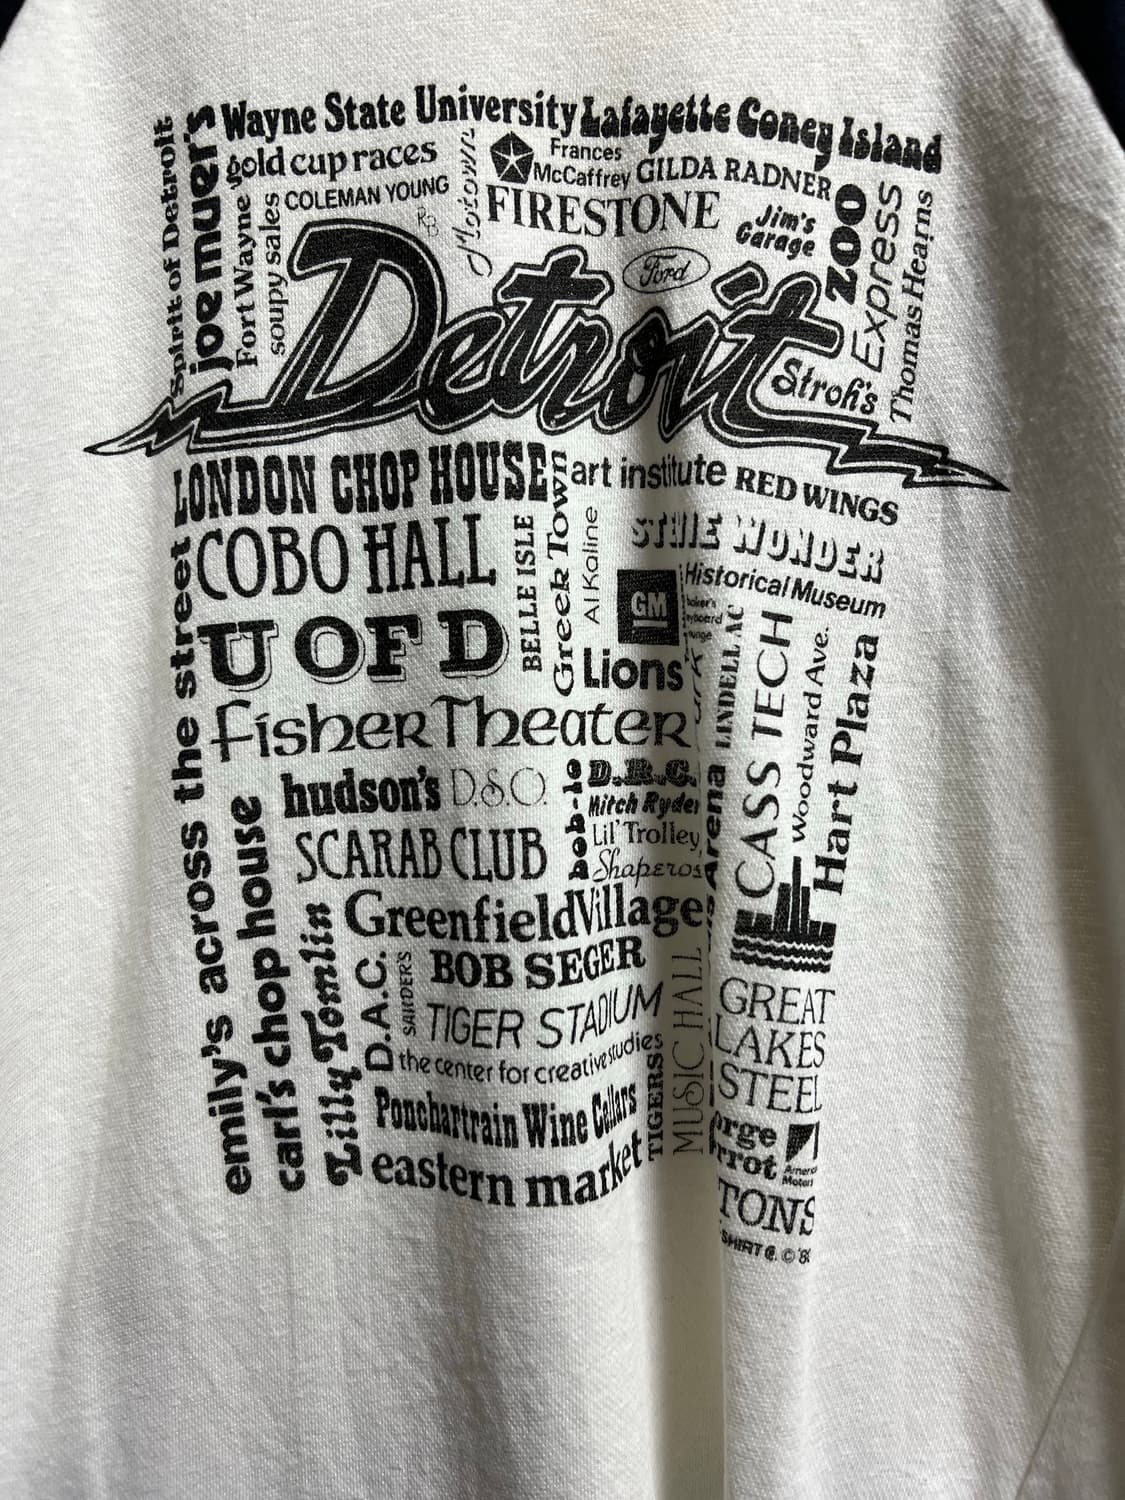 Wayne State University
Lafayette Coney Island
Spirit of Detroit
joe muer's
gold cup races
COLEMAN YOUNG
Fort Wayne
soupy sales
Motown
RB
Frances
McCaffrey
GILDA RADNER
FIRESTONE
Jim's
Garage
ZOO
Express
Thomas Hearns
Ford
Detroit
Stroh's
LONDON CHOP HOUSE
art institute
RED WINGS
COBO HALL
BELLE ISLE
Greek Town
Al Kaline
WONDER
GM
Historical Museum
U OF D
Lions
LINDELL AC
CASS TECH
Woodward Ave.
Hart Plaza
emily's across the street
Fisher Theater
hudson's
D.S.O.
bob-lo
D.R.C.
Mitch Ryder
Lil' Trolley
Shaperos
Arena
SCARAB CLUB
carl's chop house
Greenfield Village
Lilly Tomlin
D.A.C.
SANDER'S
BOB SEGER
TIGER STADIUM
the center for creative studies
Ponchartrain Wine Cellars
eastern market
TIGERS
MUSIC HALL
GREAT
LAKES
STEEL
TONS